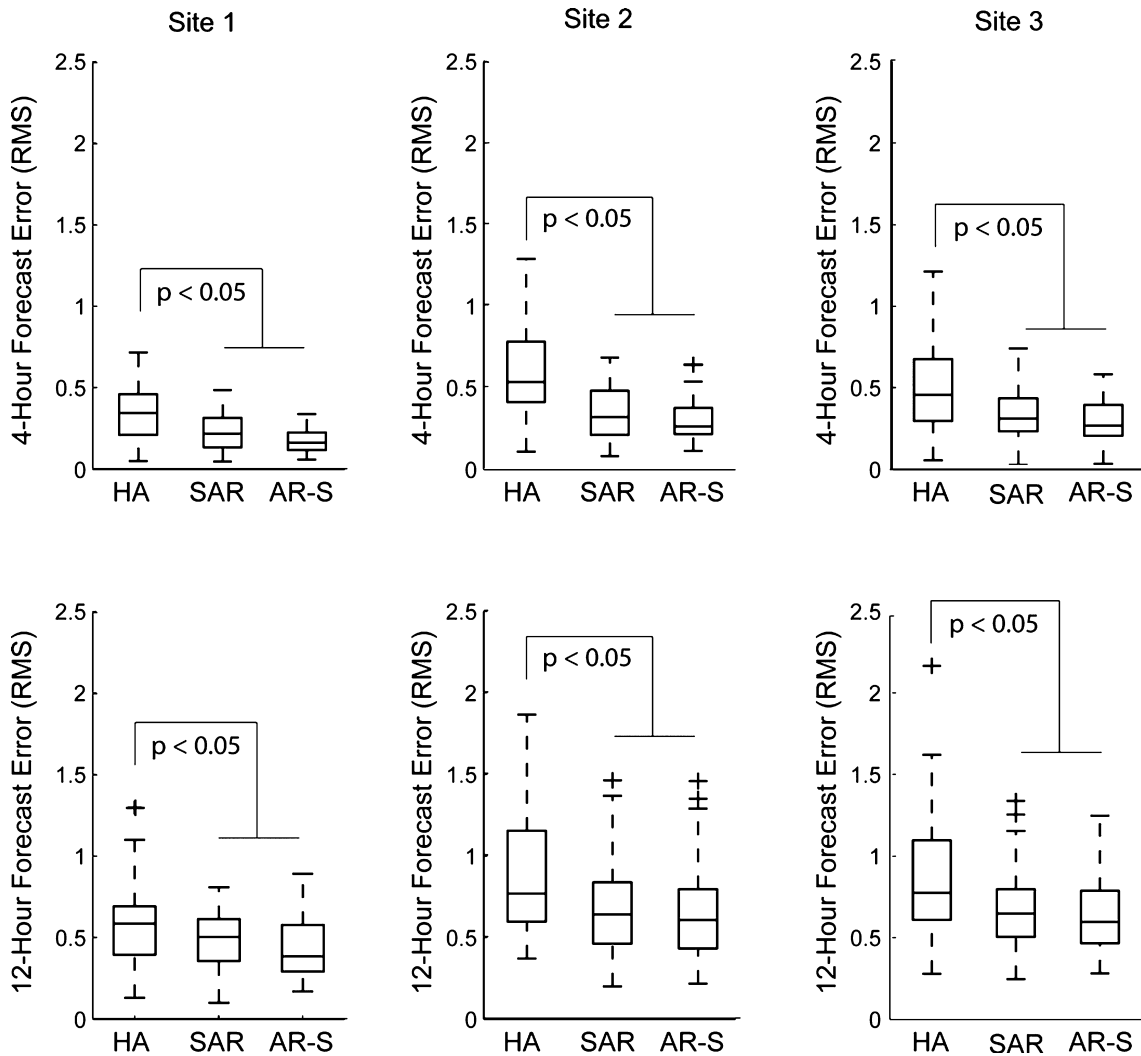 Site 1
Site 2
Site 3
4-Hour Forecast Error (RMS)
2.5
2
1.5
1
0.5
0
p < 0.05
HA SAR AR-S
4-Hour Forecast Error (RMS)
2.5
2
1.5
1
0.5
0
p < 0.05
HA SAR AR-S
4-Hour Forecast Error (RMS)
2.5
2
1.5
1
0.5
0
p < 0.05
HA SAR AR-S
12-Hour Forecast Error (RMS)
2.5
2
1.5
1
0.5
0
p < 0.05
HA SAR AR-S
12-Hour Forecast Error (RMS)
2.5
2
1.5
1
0.5
0
p < 0.05
HA SAR AR-S
12-Hour Forecast Error (RMS)
2.5
2
1.5
1
0.5
0
p < 0.05
HA SAR AR-S